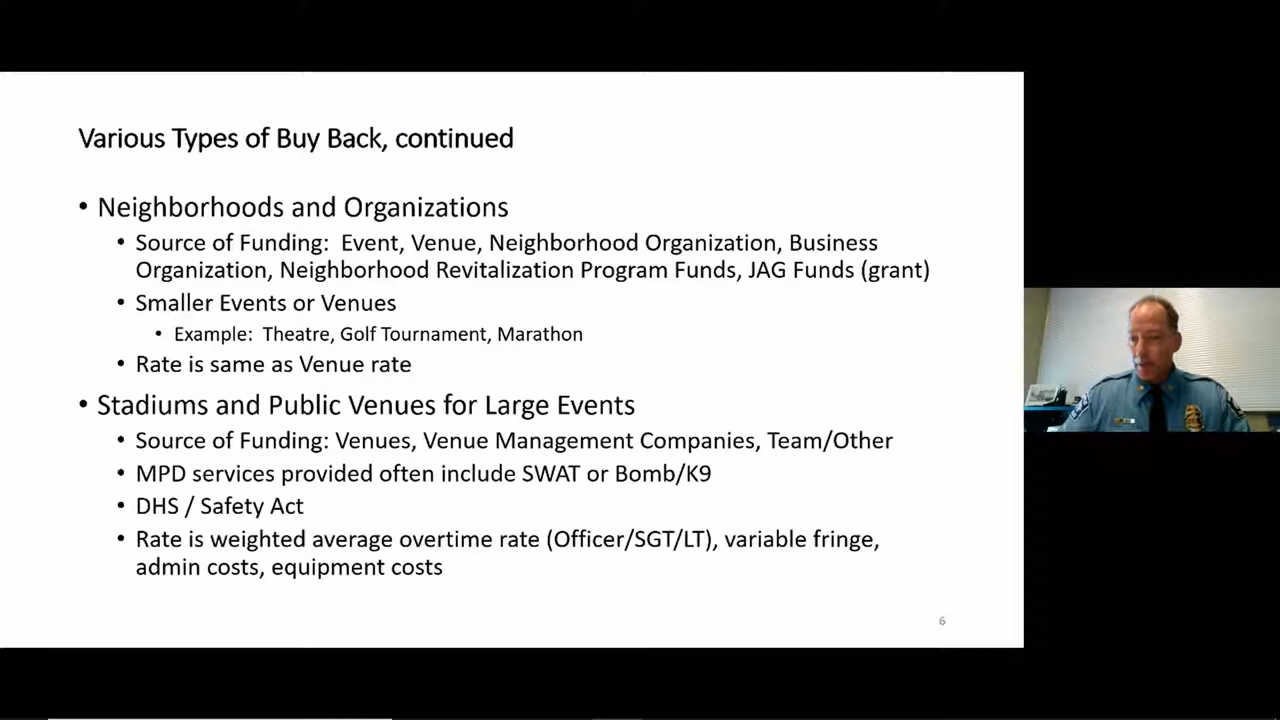 Various Types of Buy Back, continued
• Neighborhoods and Organizations
• Source of Funding:  Event, Venue, Neighborhood Organization, Business
Organization, Neighborhood Revitalization Program Funds, JAG Funds (grant)
• Smaller Events or Venues
• Example:  Theatre, Golf Tournament, Marathon
• Rate is same as Venue rate
• Stadiums and Public Venues for Large Events
• Source of Funding: Venues, Venue Management Companies, Team/Other
• MPD services provided often include SWAT or Bomb/K9
• DHS / Safety Act
• Rate is weighted average overtime rate (Officer/SGT/LT), variable fringe,
admin costs, equipment costs
6